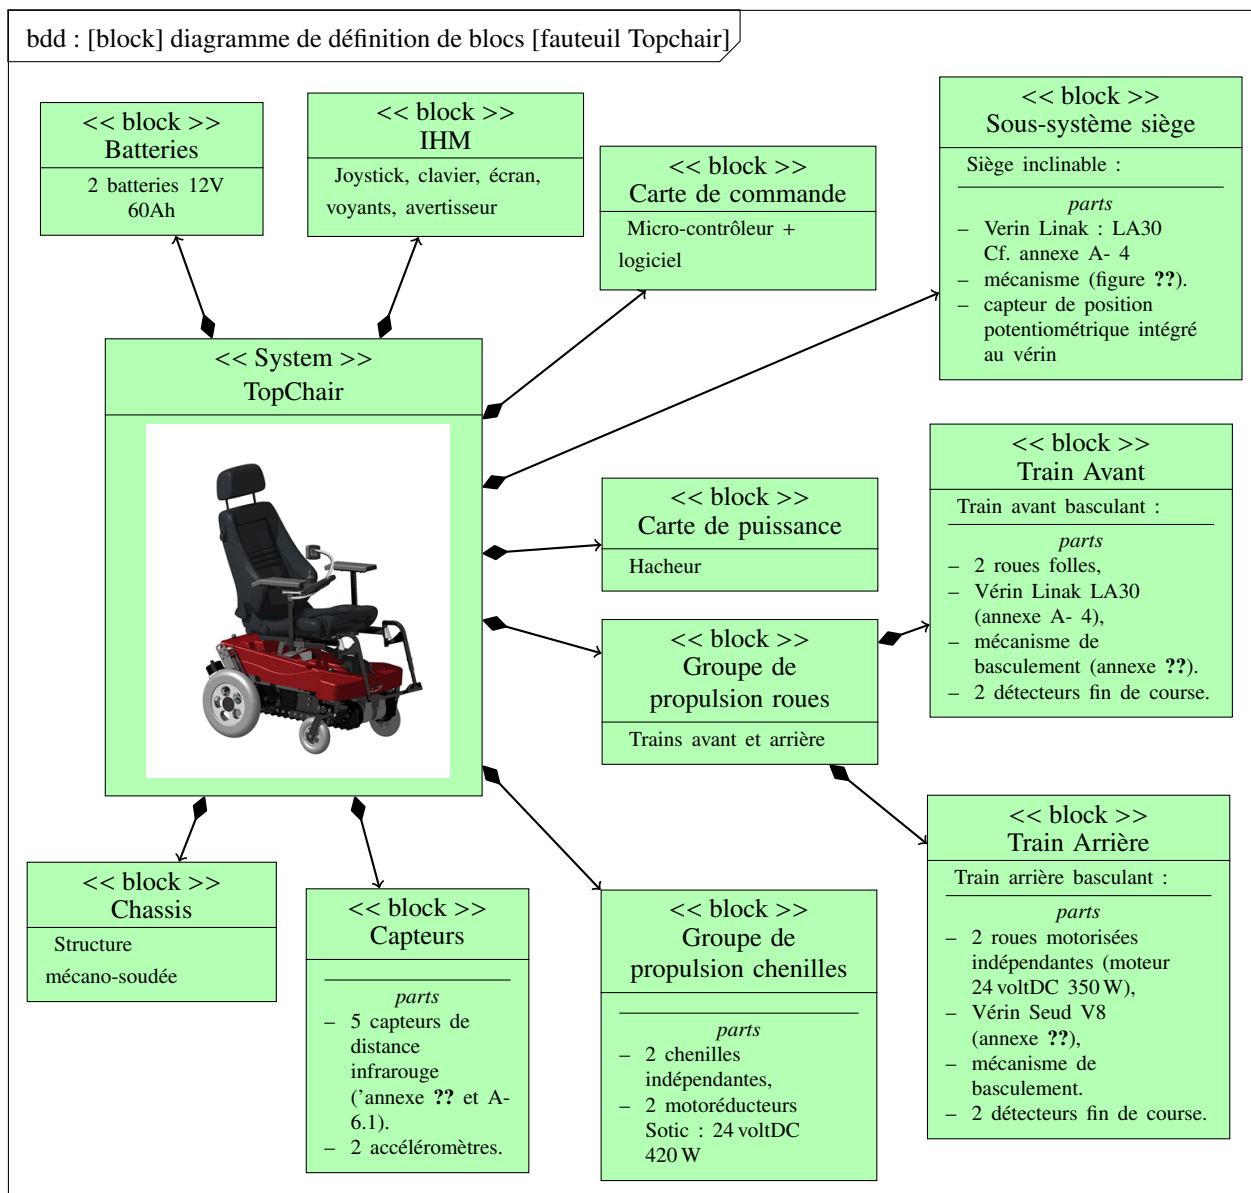 bdd : [block] diagramme de définition de blocs [fauteuil Topchair]
<< block >>
Batteries
2 batteries 12V
60Ah
<< block >>
IHM
Joystick, clavier, écran,
voyants, avertisseur
<< block >>
Carte de commande
Micro-contrôleur +
logiciel
<< block >>
Sous-système siège
Siège inclinable :
parts
– Verin Linak : LA30
Cf. annexe A- 4
– mécanisme (figure ??).
– capteur de position
potentiométrique intégré
au vérin
<< System >>
TopChair
<< block >>
Carte de puissance
Hacheur
<< block >>
Train Avant
Train avant basculant :
parts
– 2 roues folles,
– Vérin Linak LA30
(annexe A- 4),
– mécanisme de
basculement (annexe ??).
– 2 détecteurs fin de course.
<< block >>
Groupe de
propulsion roues
Trains avant et arrière
<< block >>
Train Arrière
Train arrière basculant :
parts
– 2 roues motorisées
indépendantes (moteur
24 voltDC 350 W),
– Vérin Seud V8
(annexe ??),
– mécanisme de
basculement.
– 2 détecteurs fin de course.
<< block >>
Chassis
Structure
mécano-soudée
<< block >>
Capteurs
parts
– 5 capteurs de
distance
infrarouge
('annexe ?? et A-
6.1).
– 2 accéléromètres.
<< block >>
Groupe de
propulsion chenilles
parts
– 2 chenilles
indépendantes,
– 2 motoréducteurs
Sotic : 24 voltDC
420 W